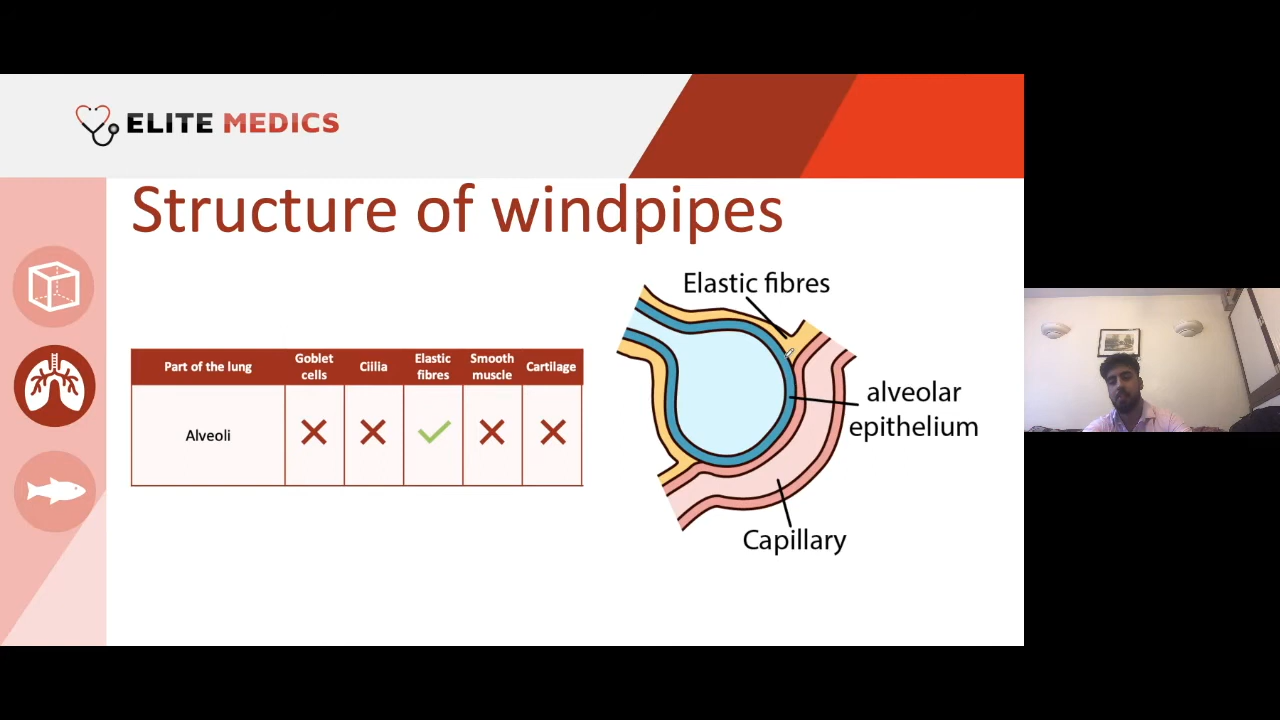 ELITE MEDICS
Structure of windpipes
Part of the lung
Goblet
cells
Ciilia
Elastic
fibres
Smooth
muscle
Cartilage
Alveoli
Elastic fibres
alveolar
epithelium
Capillary